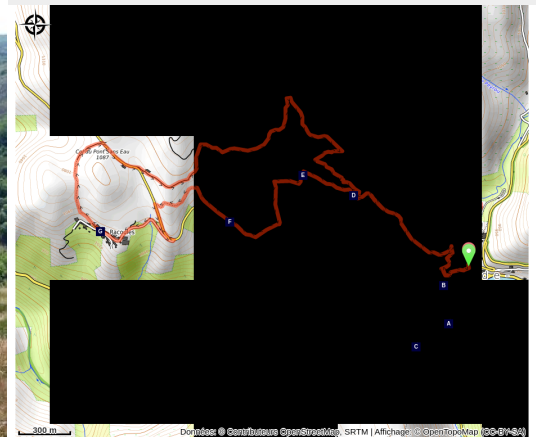 Col du Pont Sans Eau
1087
E
D
F
G
Racoules
B
A
C
300 m
Données: © Contributeurs OpenStreetMap, SRTM | Affichage: © OpenTopoMap (CC-BY-SA)